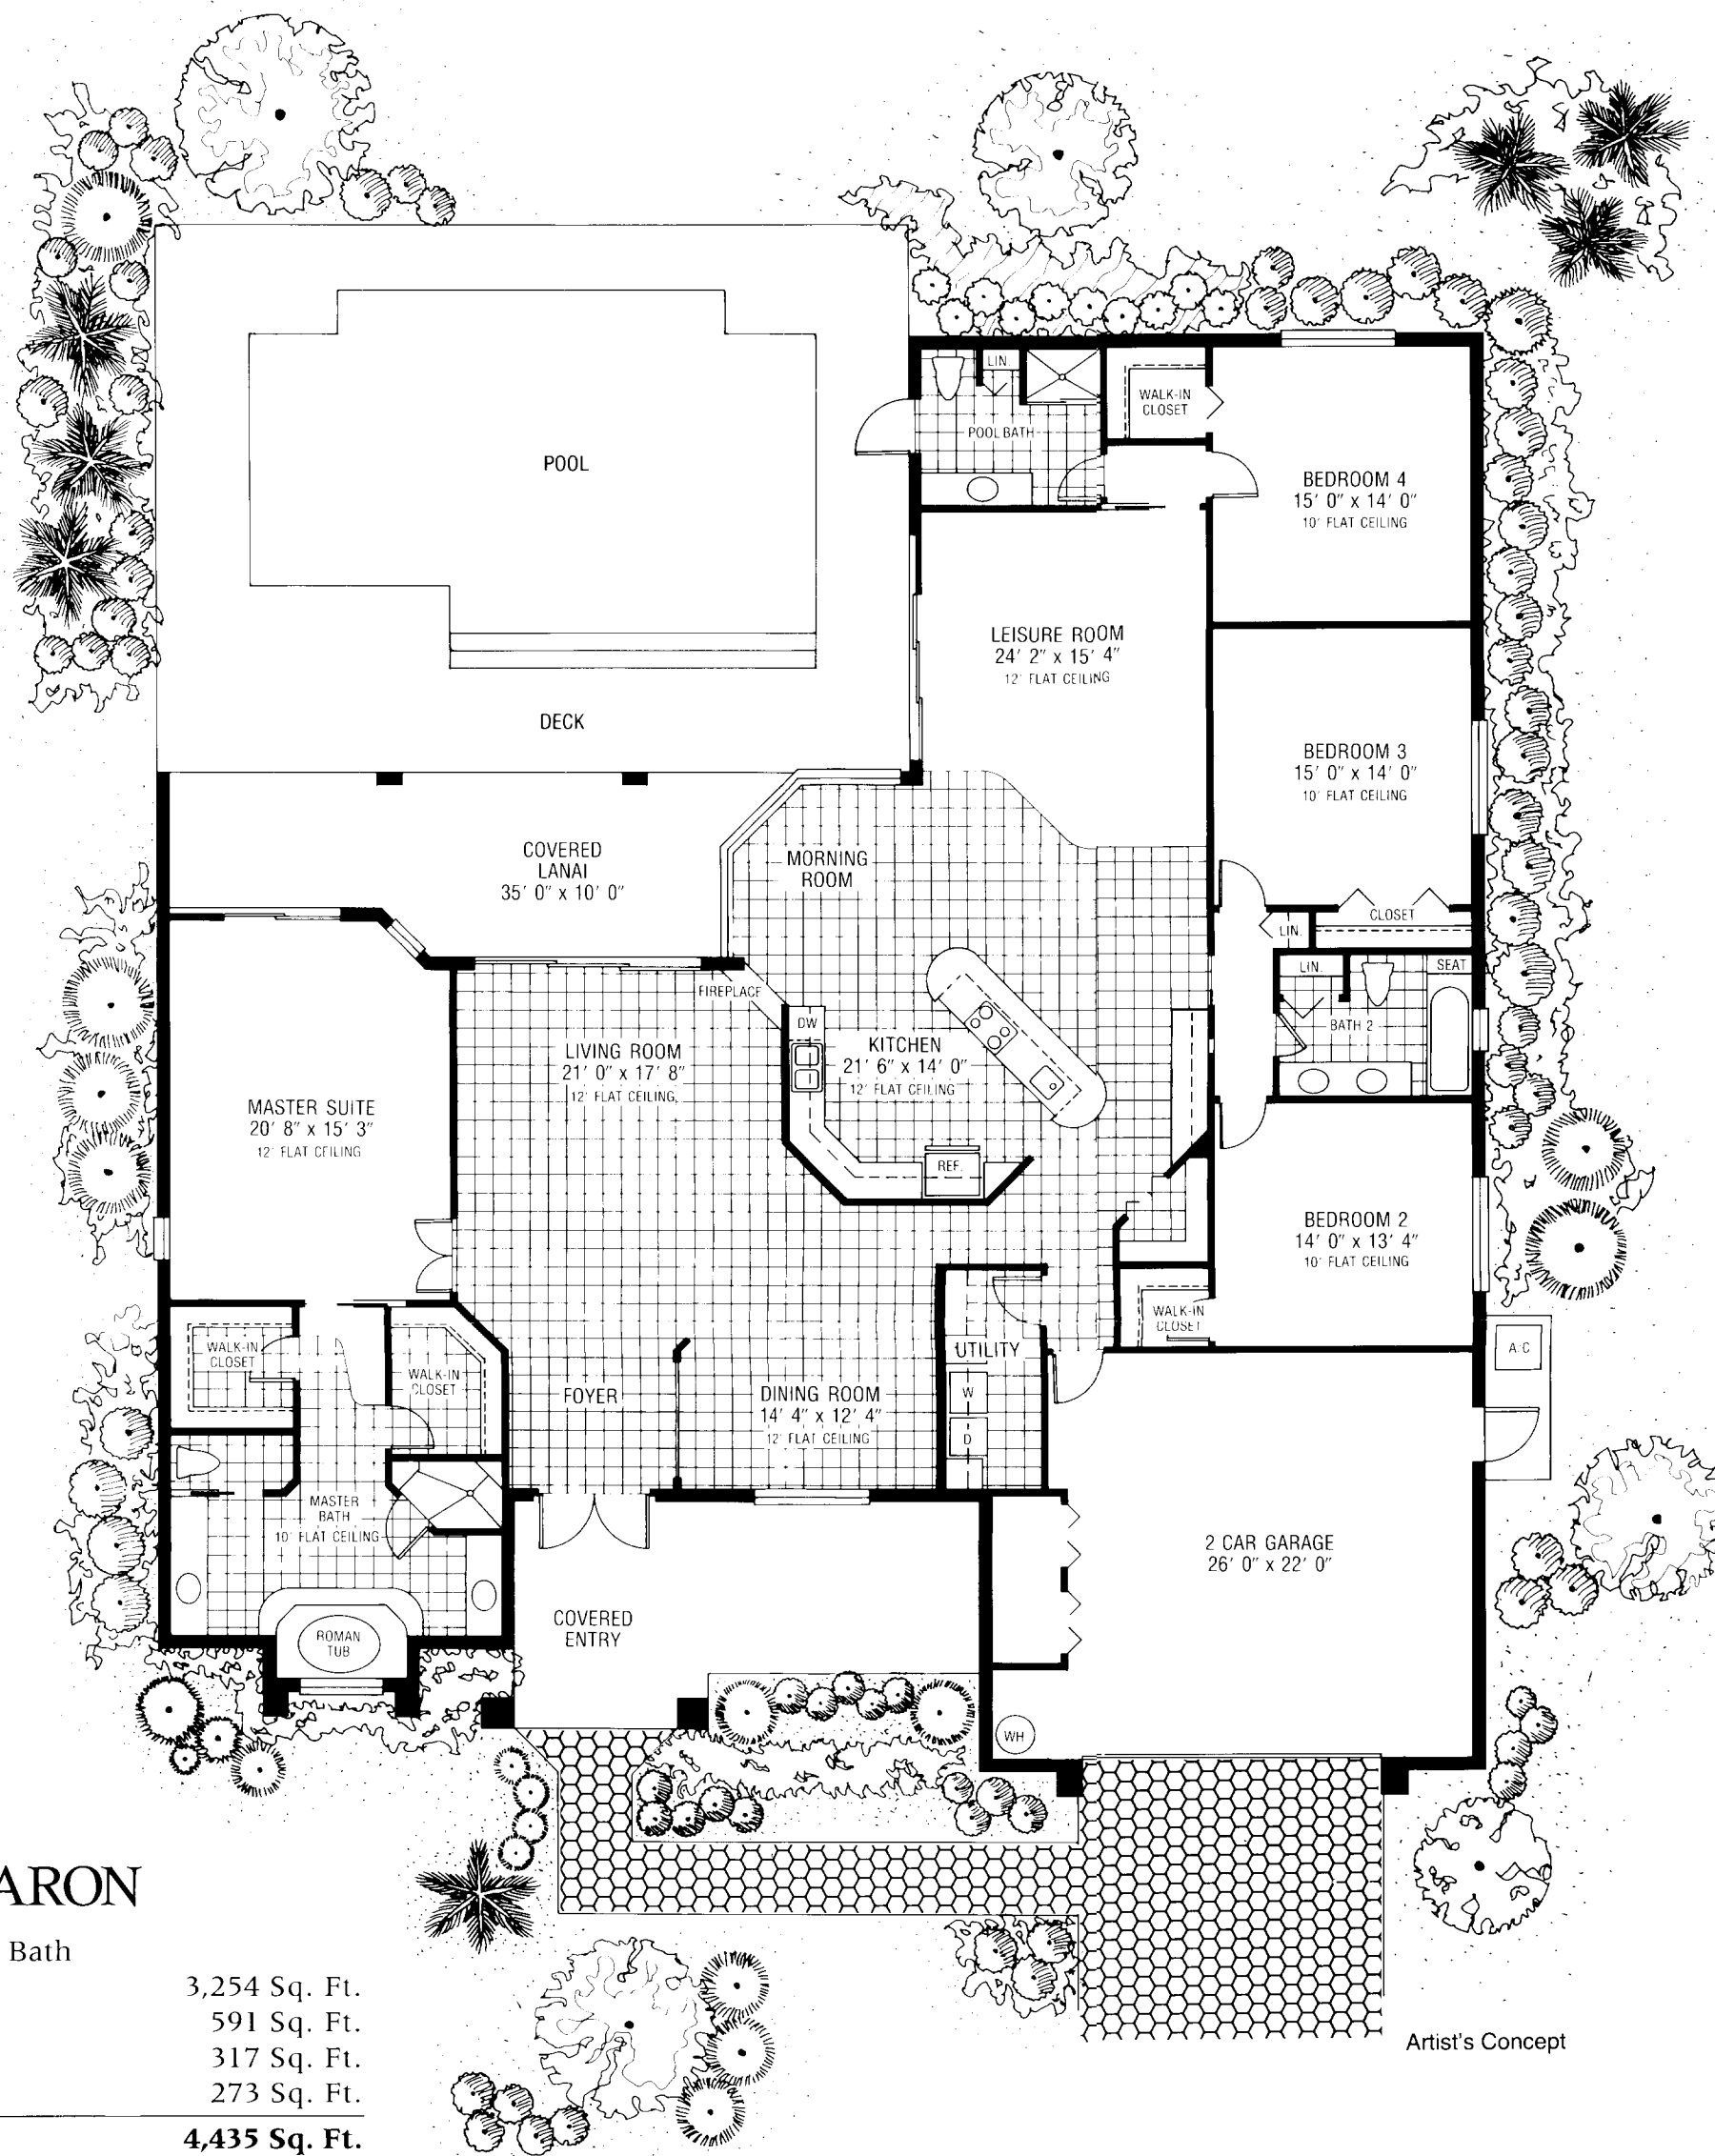 LIN.
WALK-IN
CLOSET
POOL BATH
POOL
BEDROOM 4
15' 0" x 14' 0"
10' FLAT CEILING
LEISURE ROOM
24' 2" x 15' 4"
12' FLAT CEILING
DECK
BEDROOM 3
15' 0" x 14' 0"
10' FLAT CEILING
COVERED
LANAI
35' 0" x 10' 0"
MORNING
ROOM
CLOSET
LIN.
LIN.
SEAT
FIREPLACE
DW
BATH 2
LIVING ROOM
21' 0" x 17' 8"
12' FLAT CEILING
KITCHEN
21' 6" x 14' 0"
12' FLAT CEILING
MASTER SUITE
20' 8" x 15' 3"
12' FLAT CEILING
REF.
BEDROOM 2
14' 0" x 13' 4"
10' FLAT CEILING
WALK-IN
CLOSET
WALK-IN
CLOSET
WALK-IN
CLOSET
UTILITY
A/C
FOYER
DINING ROOM
14' 4" x 12' 4"
12' FLAT CEILING
W
D
MASTER
BATH
10' FLAT CEILING
2 CAR GARAGE
26' 0" x 22' 0"
COVERED
ENTRY
ROMAN
TUB
WH
ARON
Bath
3,254 Sq. Ft.
591 Sq. Ft.
317 Sq. Ft.
273 Sq. Ft.
4,435 Sq. Ft.
Artist's Concept